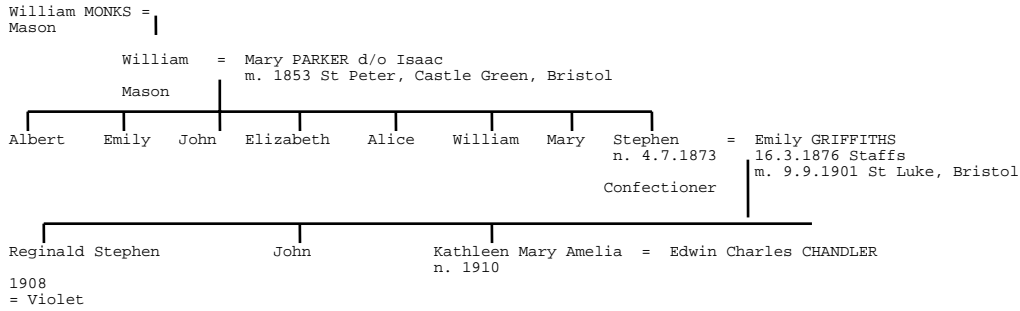 William MONKS =
Mason
William = Mary PARKER d/o Isaac
m. 1853 St Peter, Castle Green, Bristol
Mason
Albert Emily John Elizabeth Alice William Mary Stephen = Emily GRIFFITHS
n. 4.7.1873 16.3.1876 Staffs
m. 9.9.1901 St Luke, Bristol
Confectioner
Reginald Stephen John Kathleen Mary Amelia = Edwin Charles CHANDLER
n. 1910
1908
= Violet